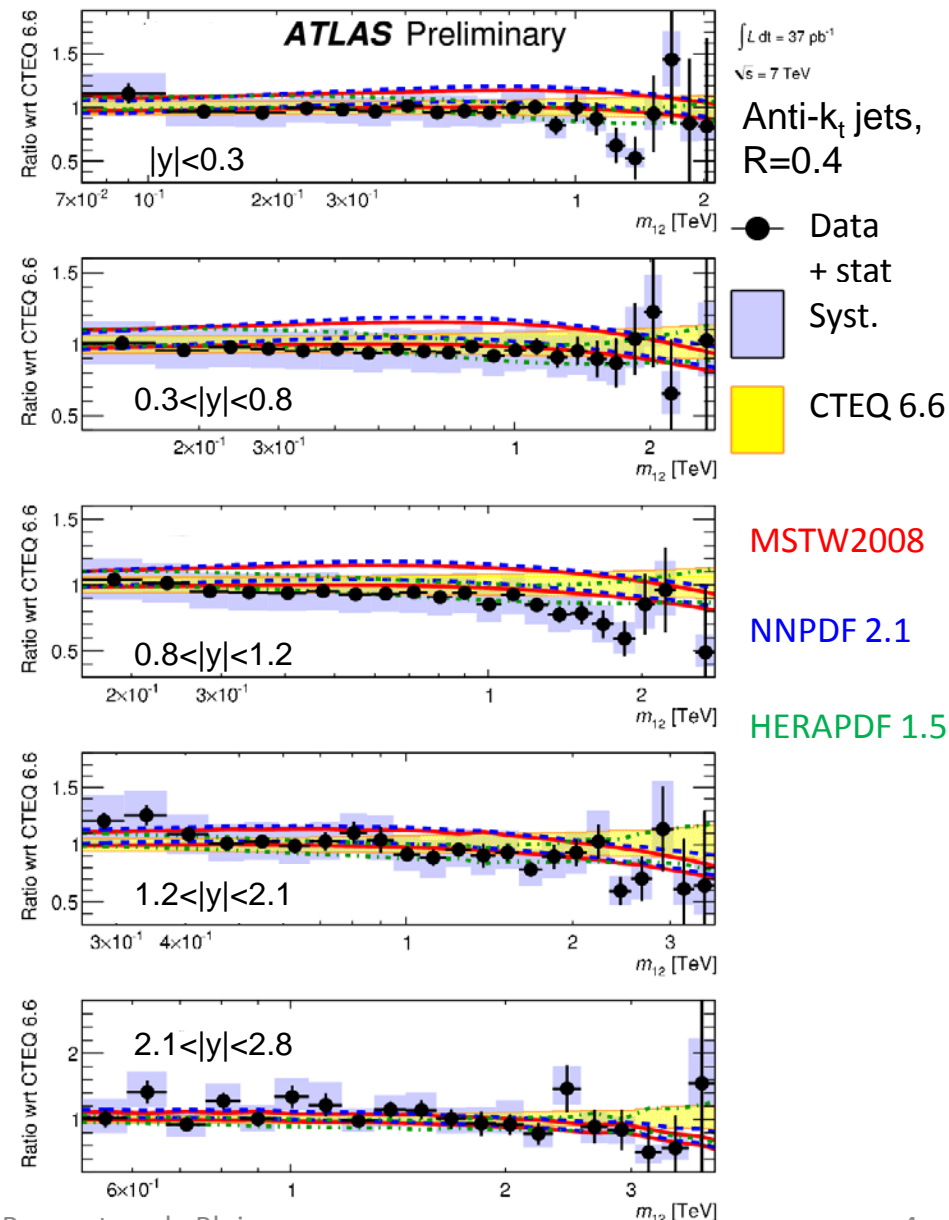 ATLAS Preliminary
∫L dt = 37 pb⁻¹
√s = 7 TeV
Anti-kₜ jets,
R=0.4
Data
+ stat
Syst.
CTEQ 6.6
MSTW2008
NNPDF 2.1
HERAPDF 1.5
Ratio wrt CTEQ 6.6
1.5
1
0.5
|y|<0.3
7×10⁻² 10⁻¹ 2×10⁻¹ 3×10⁻¹ 1 2
m₁₂ [TeV]
Ratio wrt CTEQ 6.6
1.5
1
0.5
0.3<|y|<0.8
2×10⁻¹ 3×10⁻¹ 1 2
m₁₂ [TeV]
Ratio wrt CTEQ 6.6
1.5
1
0.5
0.8<|y|<1.2
2×10⁻¹ 3×10⁻¹ 1 2
m₁₂ [TeV]
Ratio wrt CTEQ 6.6
1.5
1
0.5
1.2<|y|<2.1
3×10⁻¹ 4×10⁻¹ 1 2 3
m₁₂ [TeV]
Ratio wrt CTEQ 6.6
2
1
2.1<|y|<2.8
6×10⁻¹ 1 2 3
m₁₂ [TeV]